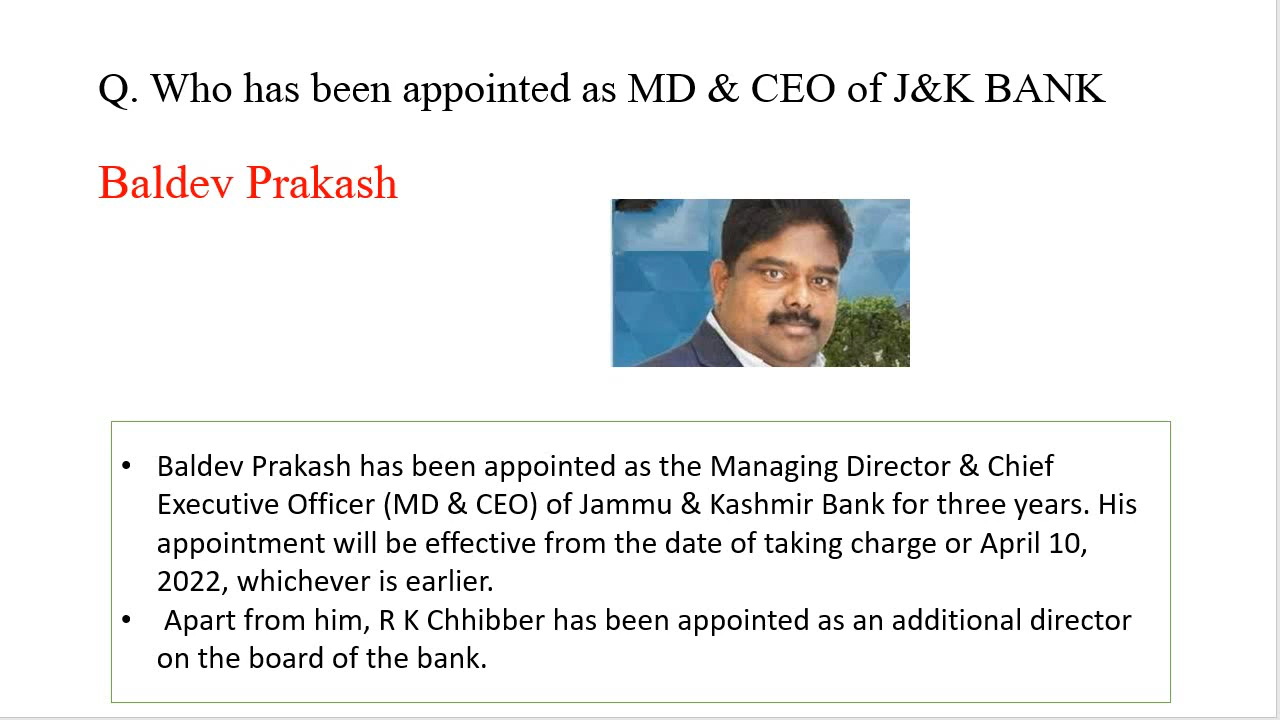 Q. Who has been appointed as MD & CEO of J&K BANK
Baldev Prakash
• Baldev Prakash has been appointed as the Managing Director & Chief
Executive Officer (MD & CEO) of Jammu & Kashmir Bank for three years. His
appointment will be effective from the date of taking charge or April 10,
2022, whichever is earlier.
• Apart from him, R K Chhibber has been appointed as an additional director
on the board of the bank.